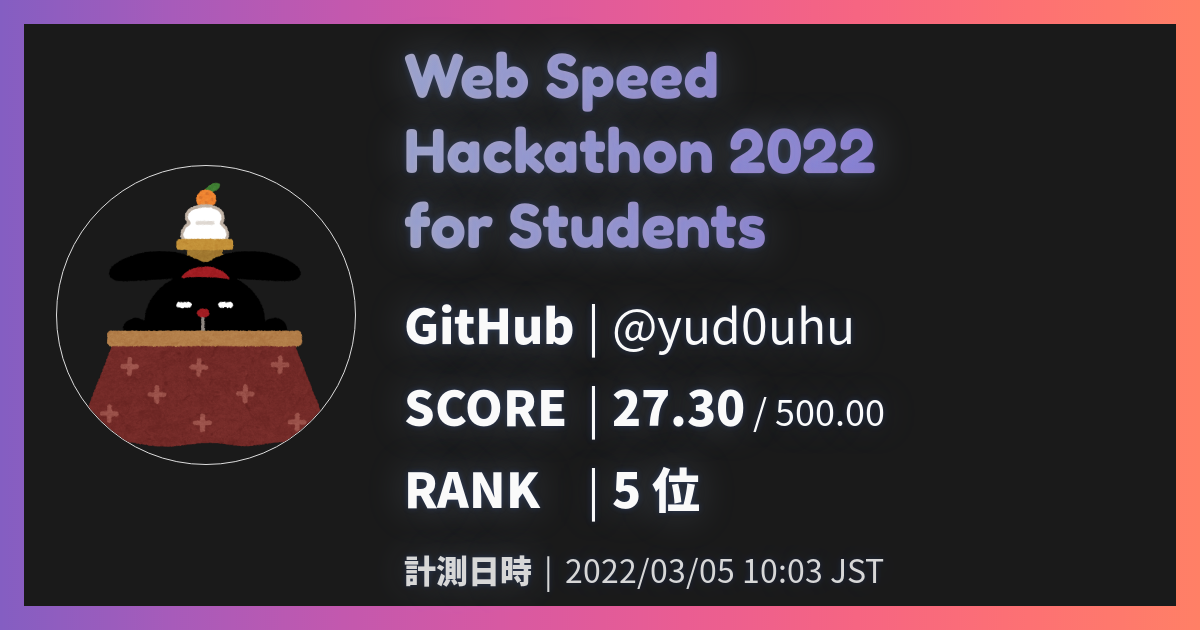 Web Speed
Hackathon 2022
for Students
GitHub | @yud0uhu
SCORE | 27.30 / 500.00
RANK | 5 位
計測日時 | 2022/03/05 10:03 JST